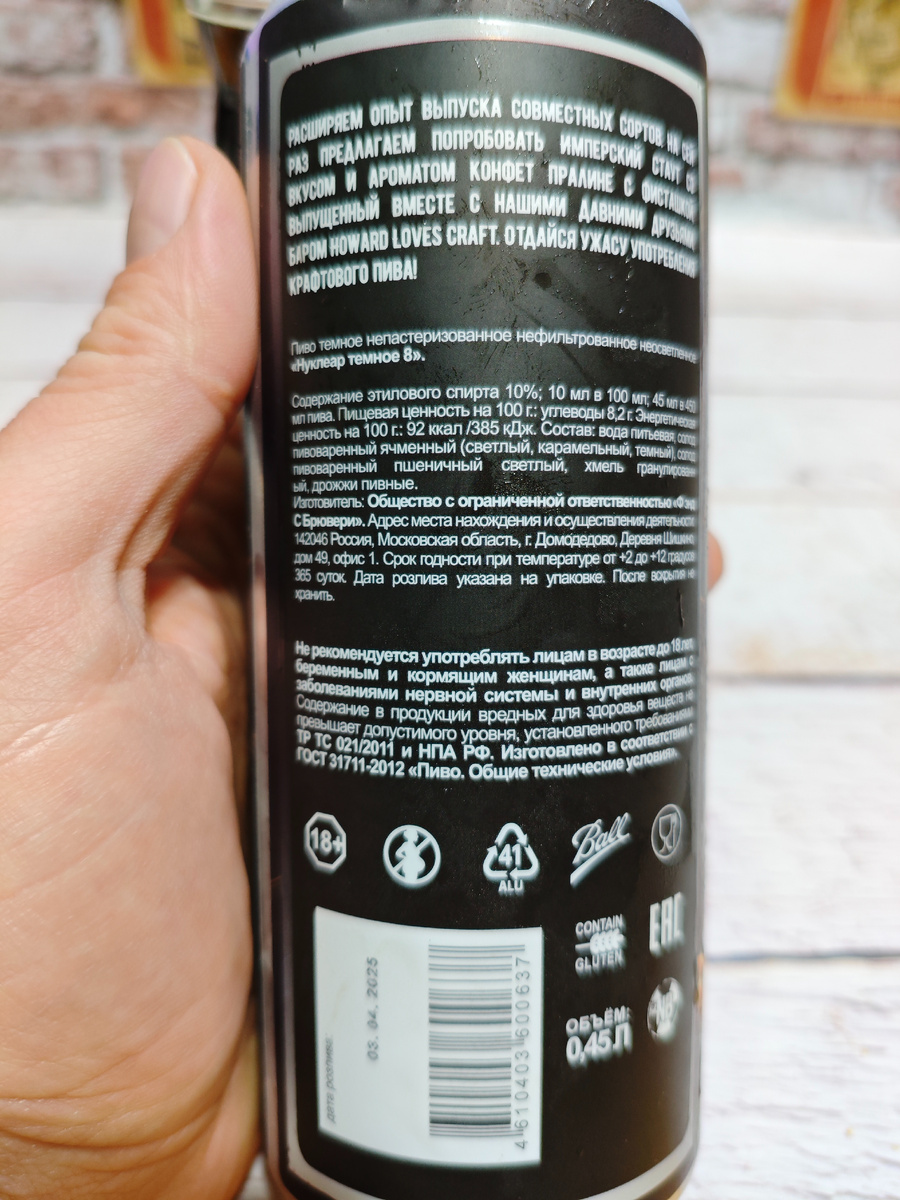 РАСШИРЯЕМ ОПЫТ ВЫПУСКА СОВМЕСТНЫХ СОРТОВ. НА СЕЙ
РАЗ ПРЕДЛАГАЕМ ПОПРОБОВАТЬ ИМПЕРСКИЙ СТАУТ СО
ВКУСОМ И АРОМАТОМ КОНФЕТ ПРАЛИНЕ С ФИСТАШКОЙ,
ВЫПУЩЕННЫЙ ВМЕСТЕ С НАШИМИ ДАВНИМИ ДРУЗЬЯМИ
БАРОМ HOWARD LOVES CRAFT. ОТДАЙСЯ УЖАСУ УПОТРЕБЛЕНИЯ
КРАФТОВОГО ПИВА!
Пиво темное непастеризованное нефильтрованное неосветленное
«Нуклеар темное 8».
Содержание этилового спирта 10%; 10 мл в 100 мл; 45 мл в 450
мл пива. Пищевая ценность на 100 г.: углеводы 8,2 г. Энергетическая
ценность на 100 г.: 92 ккал /385 кДж. Состав: вода питьевая, солод
пивоваренный ячменный (светлый, карамельный, темный), солод
пивоваренный пшеничный светлый, хмель гранулирован
ый, дрожжи пивные.
Изготовитель: Общество с ограниченной ответственностью «Ф энд
С Брювери». Адрес места нахождения и осуществления деятельности:
142046 Россия, Московская область, г. Домодедово, Деревня Шишкино,
дом 49, офис 1. Срок годности при температуре от +2 до +12 градусов
365 суток. Дата розлива указана на упаковке. После вскрытия не
хранить.
Не рекомендуется употреблять лицам в возрасте до 18 лет,
беременным и кормящим женщинам, а также лицам с
заболеваниями нервной системы и внутренних органов.
Содержание в продукции вредных для здоровья веществ не
превышает допустимого уровня, установленного требованиями
ТР ТС 021/2011 и НПА РФ. Изготовлено в соответствии с
ГОСТ 31711-2012 «Пиво. Общие технические условия».
18+
41
ALU
Ball
CONTAIN
GLUTEN
EAC
ОБЪЁМ:
0,45Л
дата розлива:
03.04.2025
4610403600637